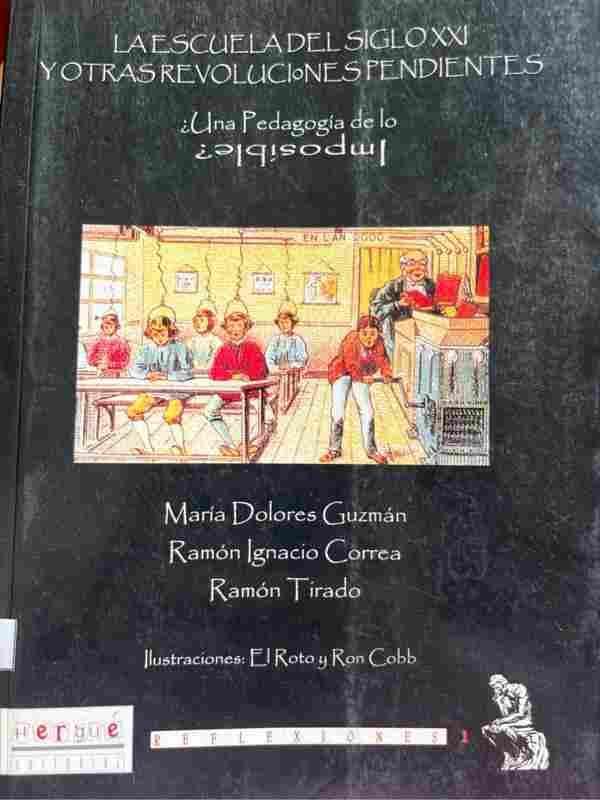 LA ESCUELA DEL SIGLO XXI
Y OTRAS REVOLUCIoNES PENDIENTES
¿Una Pedagogía de lo
Imposible?
EN L'AN 2000
María Dolores Guzmán
Ramón Ignacio Correa
Ramón Tirado
Ilustraciones: El Roto y Ron Cobb
Hergué
EDITORIAL
REFLEXIONES 1